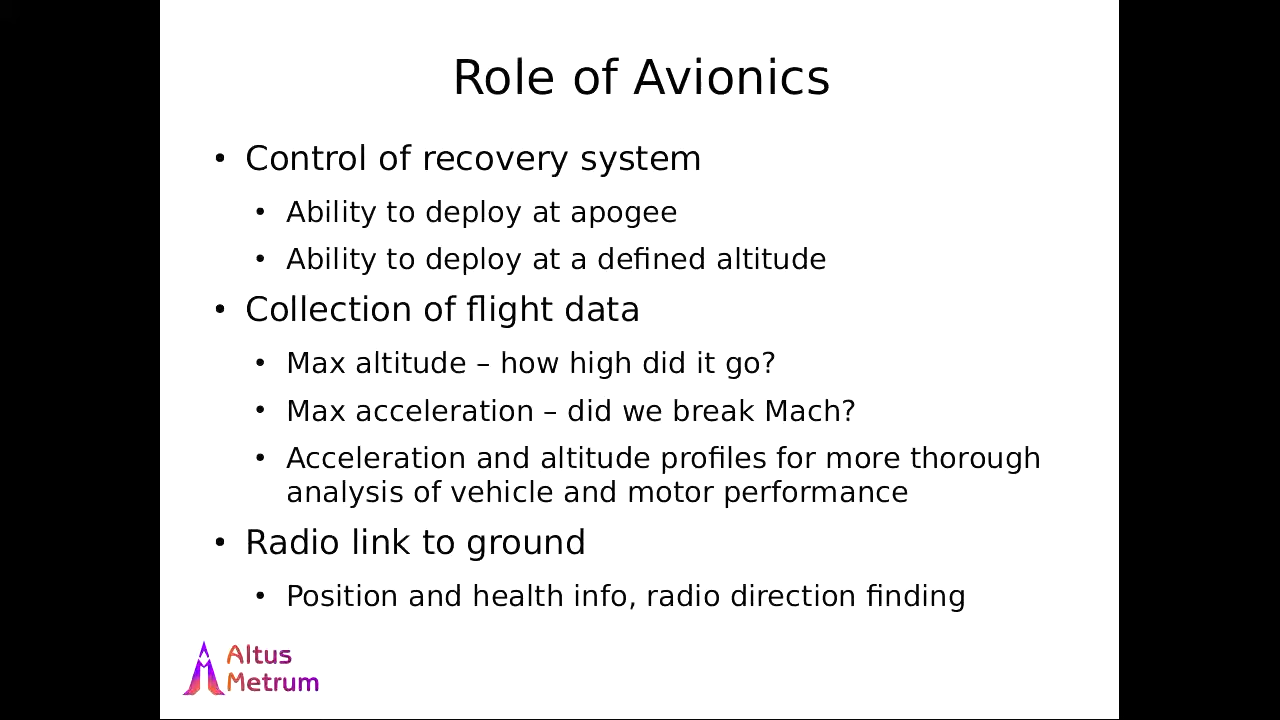 Role of Avionics
• Control of recovery system
• Ability to deploy at apogee
• Ability to deploy at a defined altitude
• Collection of flight data
• Max altitude – how high did it go?
• Max acceleration – did we break Mach?
• Acceleration and altitude profiles for more thorough
analysis of vehicle and motor performance
• Radio link to ground
• Position and health info, radio direction finding
Altus
Metrum